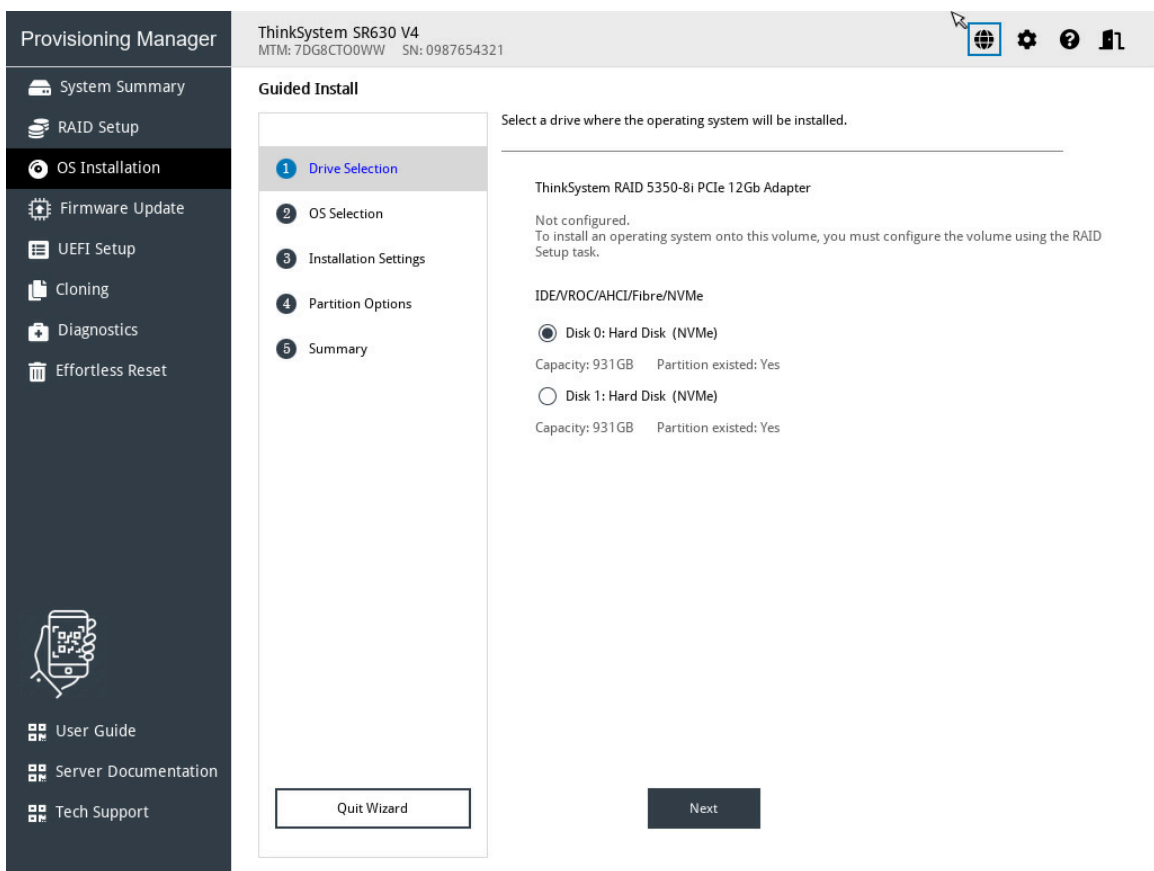 Provisioning Manager
ThinkSystem SR630 V4
MTM: 7DG8CTO0WW SN: 0987654321
System Summary
RAID Setup
OS Installation
Firmware Update
UEFI Setup
Cloning
Diagnostics
Effortless Reset
User Guide
Server Documentation
Tech Support
Guided Install
1 Drive Selection
2 OS Selection
3 Installation Settings
4 Partition Options
5 Summary
Quit Wizard
Select a drive where the operating system will be installed.
ThinkSystem RAID 5350-8i PCIe 12Gb Adapter
Not configured.
To install an operating system onto this volume, you must configure the volume using the RAID
Setup task.
IDE/VROC/AHCI/Fibre/NVMe
Disk 0: Hard Disk (NVMe)
Capacity: 931GB Partition existed: Yes
Disk 1: Hard Disk (NVMe)
Capacity: 931GB Partition existed: Yes
Next